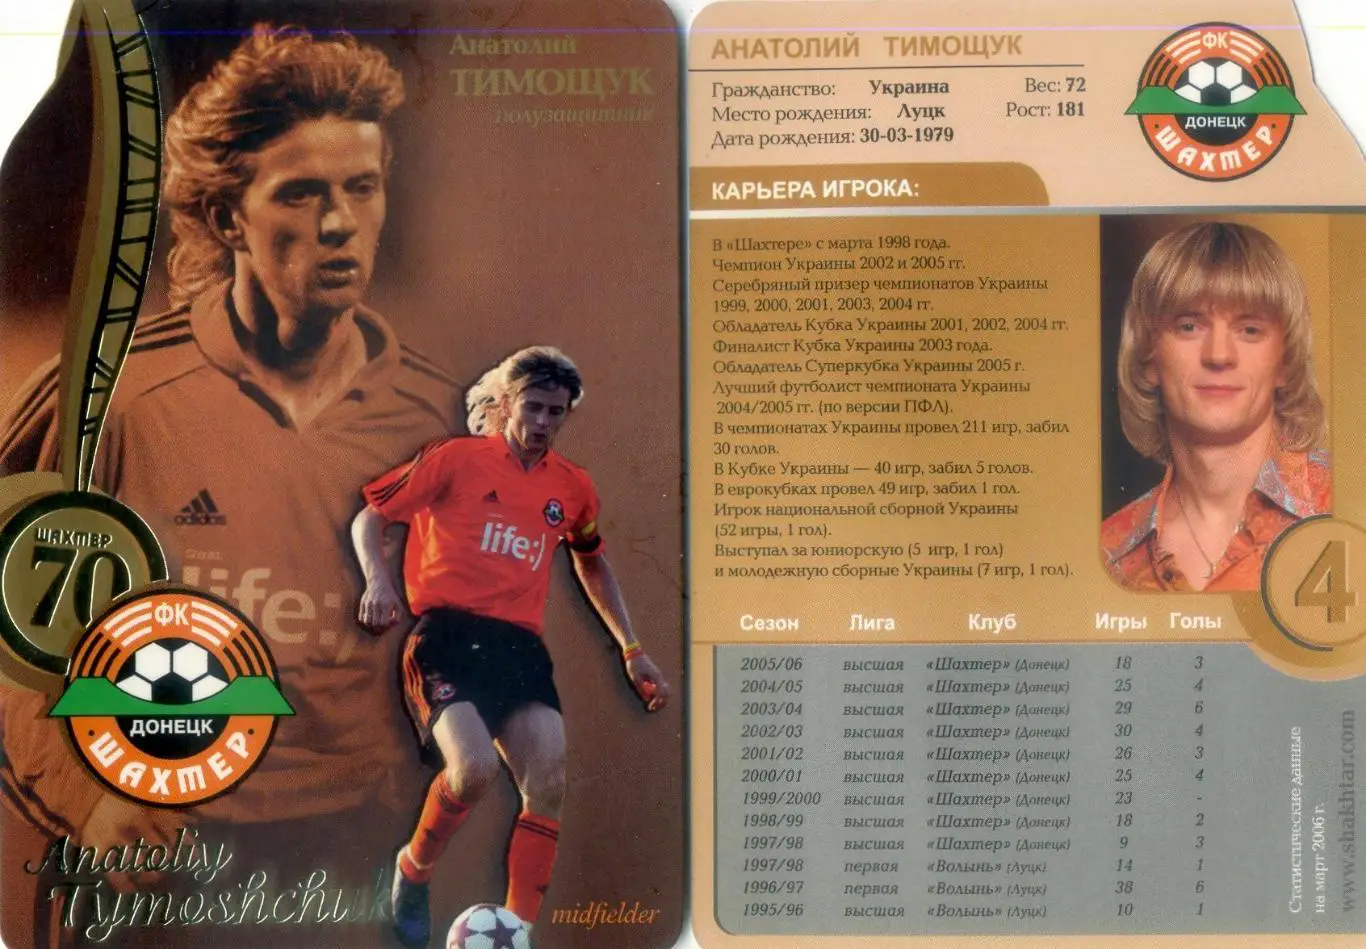 Анатолий
ТИМОЩУК
полузащитник
adidas
life:)
life:)
ШАХТЕР
70
ФК
ДОНЕЦК
ШАХТЕР
Anatoliy
Tymoshchuk
midfielder
АНАТОЛИЙ ТИМОЩУК
Гражданство: Украина Вес: 72
Место рождения: Луцк Рост: 181
Дата рождения: 30-03-1979
ФК
ДОНЕЦК
ШАХТЕР
КАРЬЕРА ИГРОКА:
В «Шахтере» с марта 1998 года.
Чемпион Украины 2002 и 2005 гг.
Серебряный призер чемпионатов Украины
1999, 2000, 2001, 2003, 2004 гг.
Обладатель Кубка Украины 2001, 2002, 2004 гг.
Финалист Кубка Украины 2003 года.
Обладатель Суперкубка Украины 2005 г.
Лучший футболист чемпионата Украины
2004/2005 гг. (по версии ПФЛ).
В чемпионатах Украины провел 211 игр, забил
30 голов.
В Кубке Украины — 40 игр, забил 5 голов.
В еврокубках провел 49 игр, забил 1 гол.
Игрок национальной сборной Украины
(52 игры, 1 гол).
Выступал за юниорскую (5 игр, 1 гол)
и молодежную сборные Украины (7 игр, 1 гол).
4
Сезон Лига Клуб Игры Голы
2005/06 высшая «Шахтер» (Донецк) 18 3
2004/05 высшая «Шахтер» (Донецк) 25 4
2003/04 высшая «Шахтер» (Донецк) 29 6
2002/03 высшая «Шахтер» (Донецк) 30 4
2001/02 высшая «Шахтер» (Донецк) 26 3
2000/01 высшая «Шахтер» (Донецк) 25 4
1999/2000 высшая «Шахтер» (Донецк) 23 -
1998/99 высшая «Шахтер» (Донецк) 18 2
1997/98 высшая «Шахтер» (Донецк) 9 3
1997/98 первая «Волынь» (Луцк) 14 1
1996/97 первая «Волынь» (Луцк) 38 6
1995/96 высшая «Волынь» (Луцк) 10 1
Статистические данные
на март 2006 г.
www.shakhtar.com